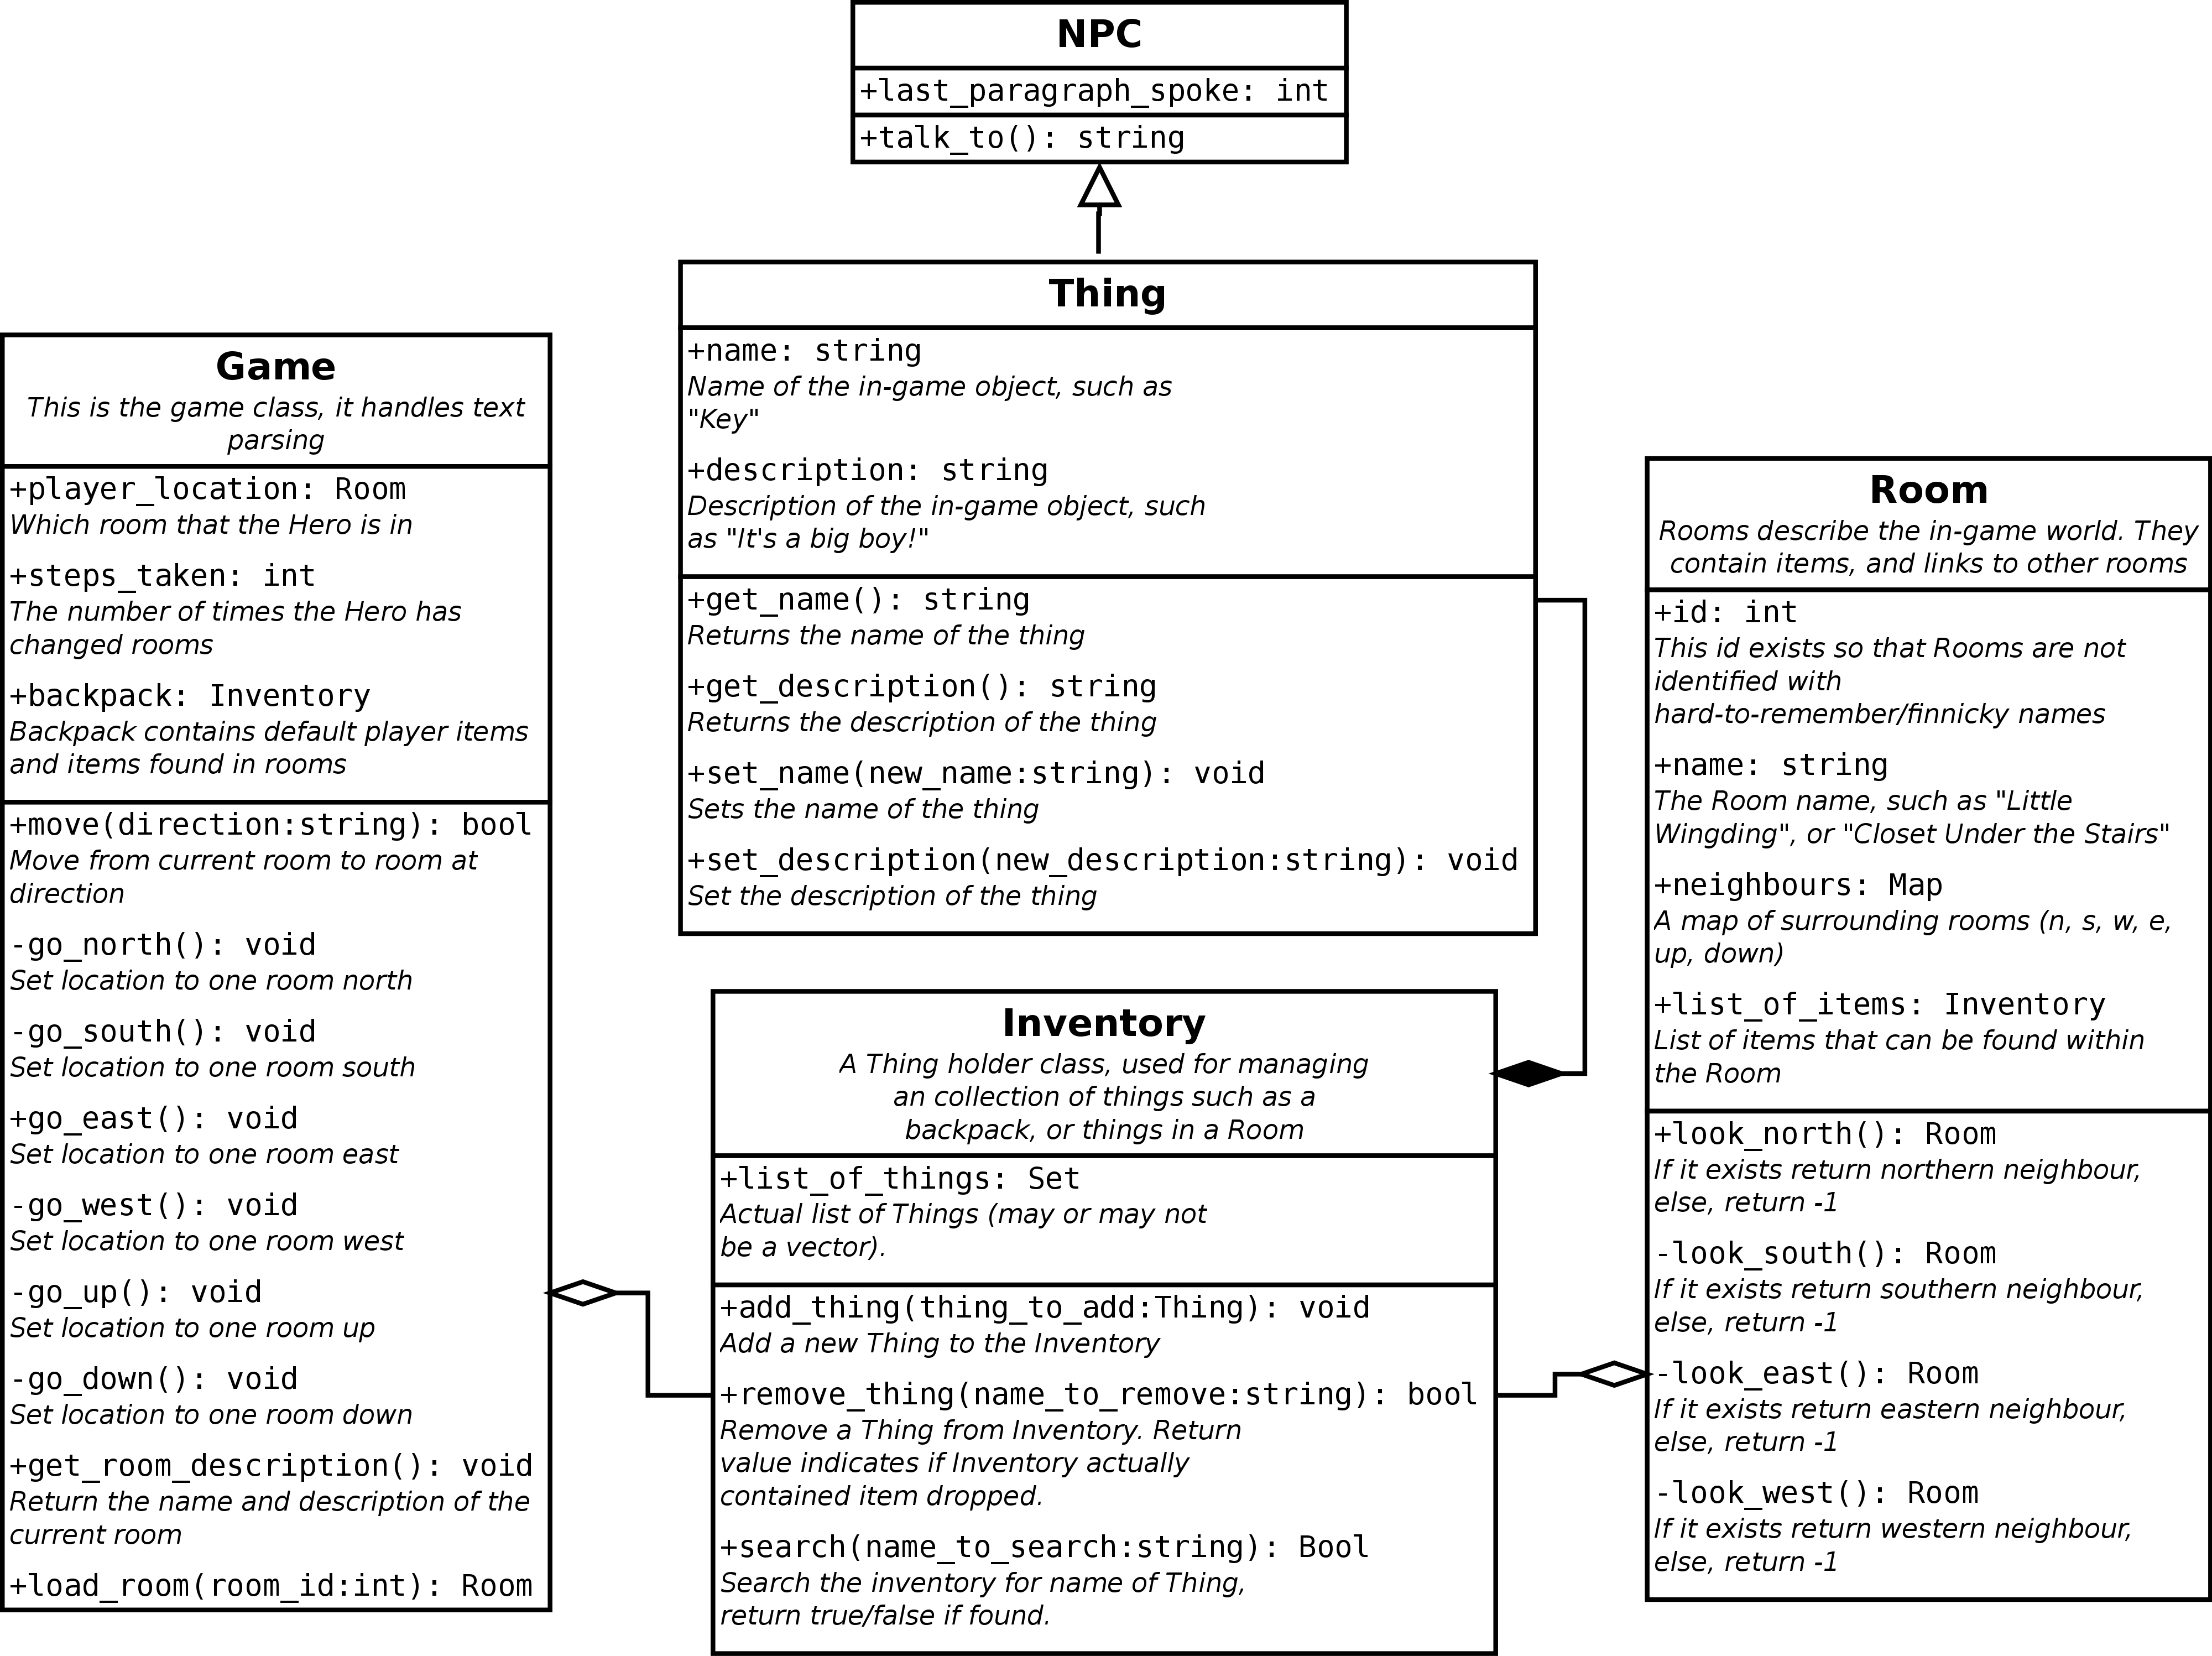 NPC
+last_paragraph_spoke: int
+talk_to(): string
Thing
+name: string
Name of the in-game object, such as
"Key"
+description: string
Description of the in-game object, such
as "It's a big boy!"
+get_name(): string
Returns the name of the thing
+get_description(): string
Returns the description of the thing
+set_name(new_name:string): void
Sets the name of the thing
+set_description(new_description:string): void
Set the description of the thing
Game
This is the game class, it handles text
parsing
+player_location: Room
Which room that the Hero is in
+steps_taken: int
The number of times the Hero has
changed rooms
+backpack: Inventory
Backpack contains default player items
and items found in rooms
+move(direction:string): bool
Move from current room to room at
direction
-go_north(): void
Set location to one room north
-go_south(): void
Set location to one room south
+go_east(): void
Set location to one room east
-go_west(): void
Set location to one room west
-go_up(): void
Set location to one room up
-go_down(): void
Set location to one room down
+get_room_description(): void
Return the name and description of the
current room
+load_room(room_id:int): Room
Inventory
A Thing holder class, used for managing
an collection of things such as a
backpack, or things in a Room
+list_of_things: Set
Actual list of Things (may or may not
be a vector).
+add_thing(thing_to_add:Thing): void
Add a new Thing to the Inventory
+remove_thing(name_to_remove:string): bool
Remove a Thing from Inventory. Return
value indicates if Inventory actually
contained item dropped.
+search(name_to_search:string): Bool
Search the inventory for name of Thing,
return true/false if found.
Room
Rooms describe the in-game world. They
contain items, and links to other rooms
+id: int
This id exists so that Rooms are not
identified with
hard-to-remember/finnicky names
+name: string
The Room name, such as "Little
Wingding", or "Closet Under the Stairs"
+neighbours: Map
A map of surrounding rooms (n, s, w, e,
up, down)
+list_of_items: Inventory
List of items that can be found within
the Room
+look_north(): Room
If it exists return northern neighbour,
else, return -1
-look_south(): Room
If it exists return southern neighbour,
else, return -1
-look_east(): Room
If it exists return eastern neighbour,
else, return -1
-look_west(): Room
If it exists return western neighbour,
else, return -1